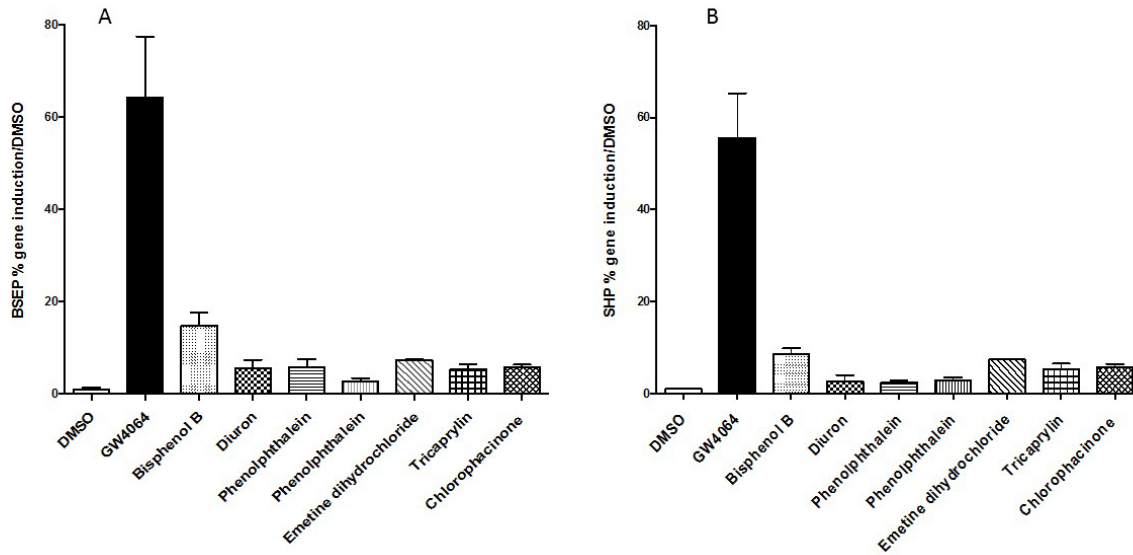 A
BSEP % gene induction/DMSO
80
60
40
20
0
DMSO
GW4064
Bisphenol B
Diuron
Phenolphthalein
Phenolphthalein
Emetine dihydrochloride
Tricaprylin
Chlorophacinone
B
SHP % gene induction/DMSO
80
60
40
20
0
DMSO
GW4064
Bisphenol B
Diuron
Phenolphthalein
Phenolphthalein
Emetine dihydrochloride
Tricaprylin
Chlorophacinone